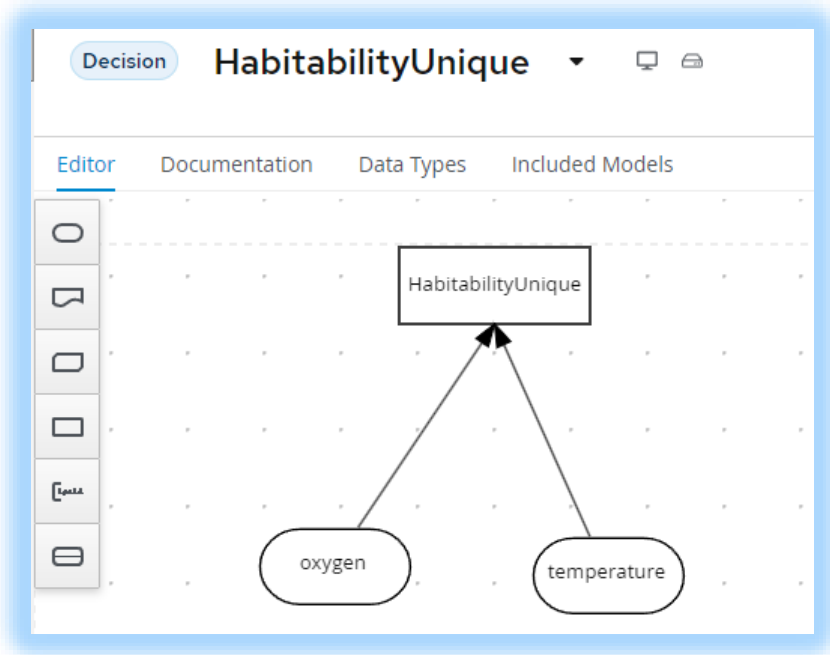 Decision HabitabilityUnique
Editor Documentation Data Types Included Models
HabitabilityUnique
oxygen
temperature